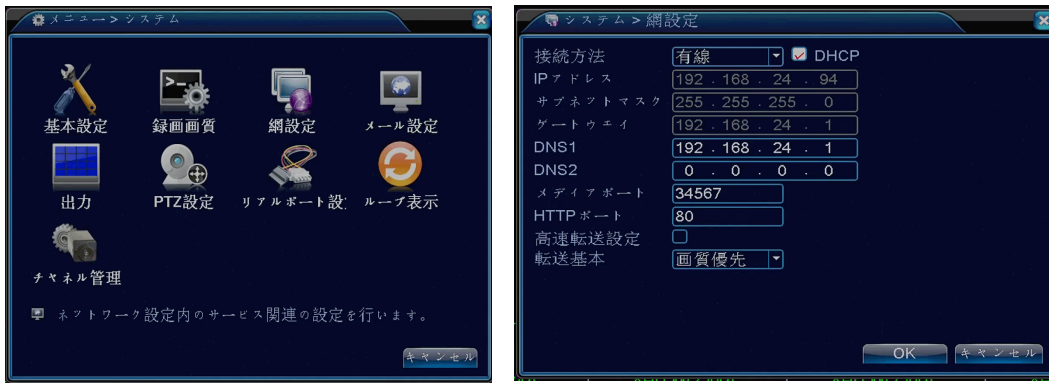 メニュー> システム
基本設定
録画画質
網設定
メール設定
出力
PTZ設定
リアルポート設
ループ表示
チャネル管理
ネットワーク設定内のサービス関連の設定を行います。
キャンセル
システム > 網設定
接続方法 有線 DHCP
IPアドレス 192 . 168 . 24 . 94
サブネットマスク 255 . 255 . 255 . 0
ゲートウェイ 192 . 168 . 24 . 1
DNS1 192 . 168 . 24 . 1
DNS2 0 . 0 . 0 . 0
メディアポート 34567
HTTPポート 80
高速転送設定
転送基本 画質優先
OK キャンセル